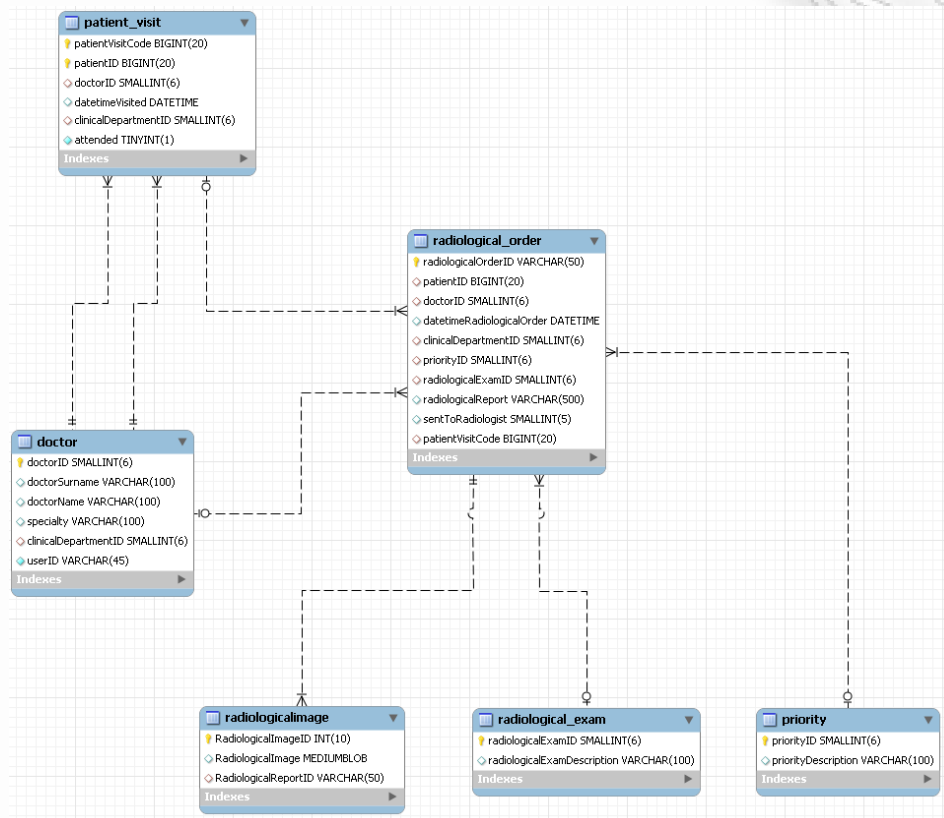 patient_visit
patientVisitCode BIGINT(20)
patientID BIGINT(20)
doctorID SMALLINT(6)
datetimeVisited DATETIME
clinicalDepartmentID SMALLINT(6)
attended TINYINT(1)
Indexes
radiological_order
radiologicalOrderID VARCHAR(50)
patientID BIGINT(20)
doctorID SMALLINT(6)
datetimeRadiologicalOrder DATETIME
clinicalDepartmentID SMALLINT(6)
priorityID SMALLINT(6)
radiologicalExamID SMALLINT(6)
radiologicalReport VARCHAR(500)
sentToRadiologist SMALLINT(5)
patientVisitCode BIGINT(20)
Indexes
doctor
doctorID SMALLINT(6)
doctorSurname VARCHAR(100)
doctorName VARCHAR(100)
specialty VARCHAR(100)
clinicalDepartmentID SMALLINT(6)
userID VARCHAR(45)
Indexes
radiologicalimage
RadiologicalImageID INT(10)
RadiologicalImage MEDIUMBLOB
RadiologicalReportID VARCHAR(50)
Indexes
radiological_exam
radiologicalExamID SMALLINT(6)
radiologicalExamDescription VARCHAR(100)
Indexes
priority
priorityID SMALLINT(6)
priorityDescription VARCHAR(100)
Indexes